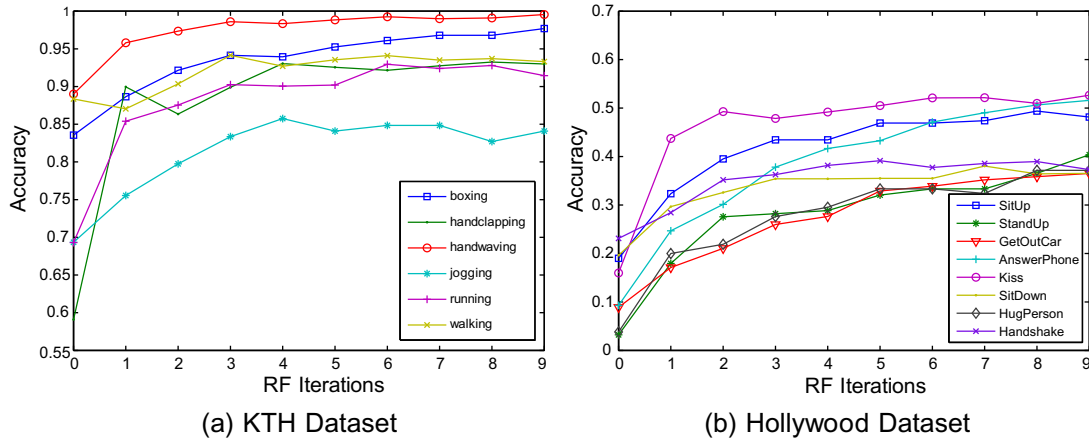 1
0.95
0.9
0.85
0.8
0.75
0.7
0.65
0.6
0.55
Accuracy
0 1 2 3 4 5 6 7 8 9
RF Iterations
boxing
handclapping
handwaving
jogging
running
walking
(a) KTH Dataset
0.7
0.6
0.5
0.4
0.3
0.2
0.1
0
Accuracy
0 1 2 3 4 5 6 7 8 9
RF Iterations
SitUp
StandUp
GetOutCar
AnswerPhone
Kiss
SitDown
HugPerson
Handshake
(b) Hollywood Dataset